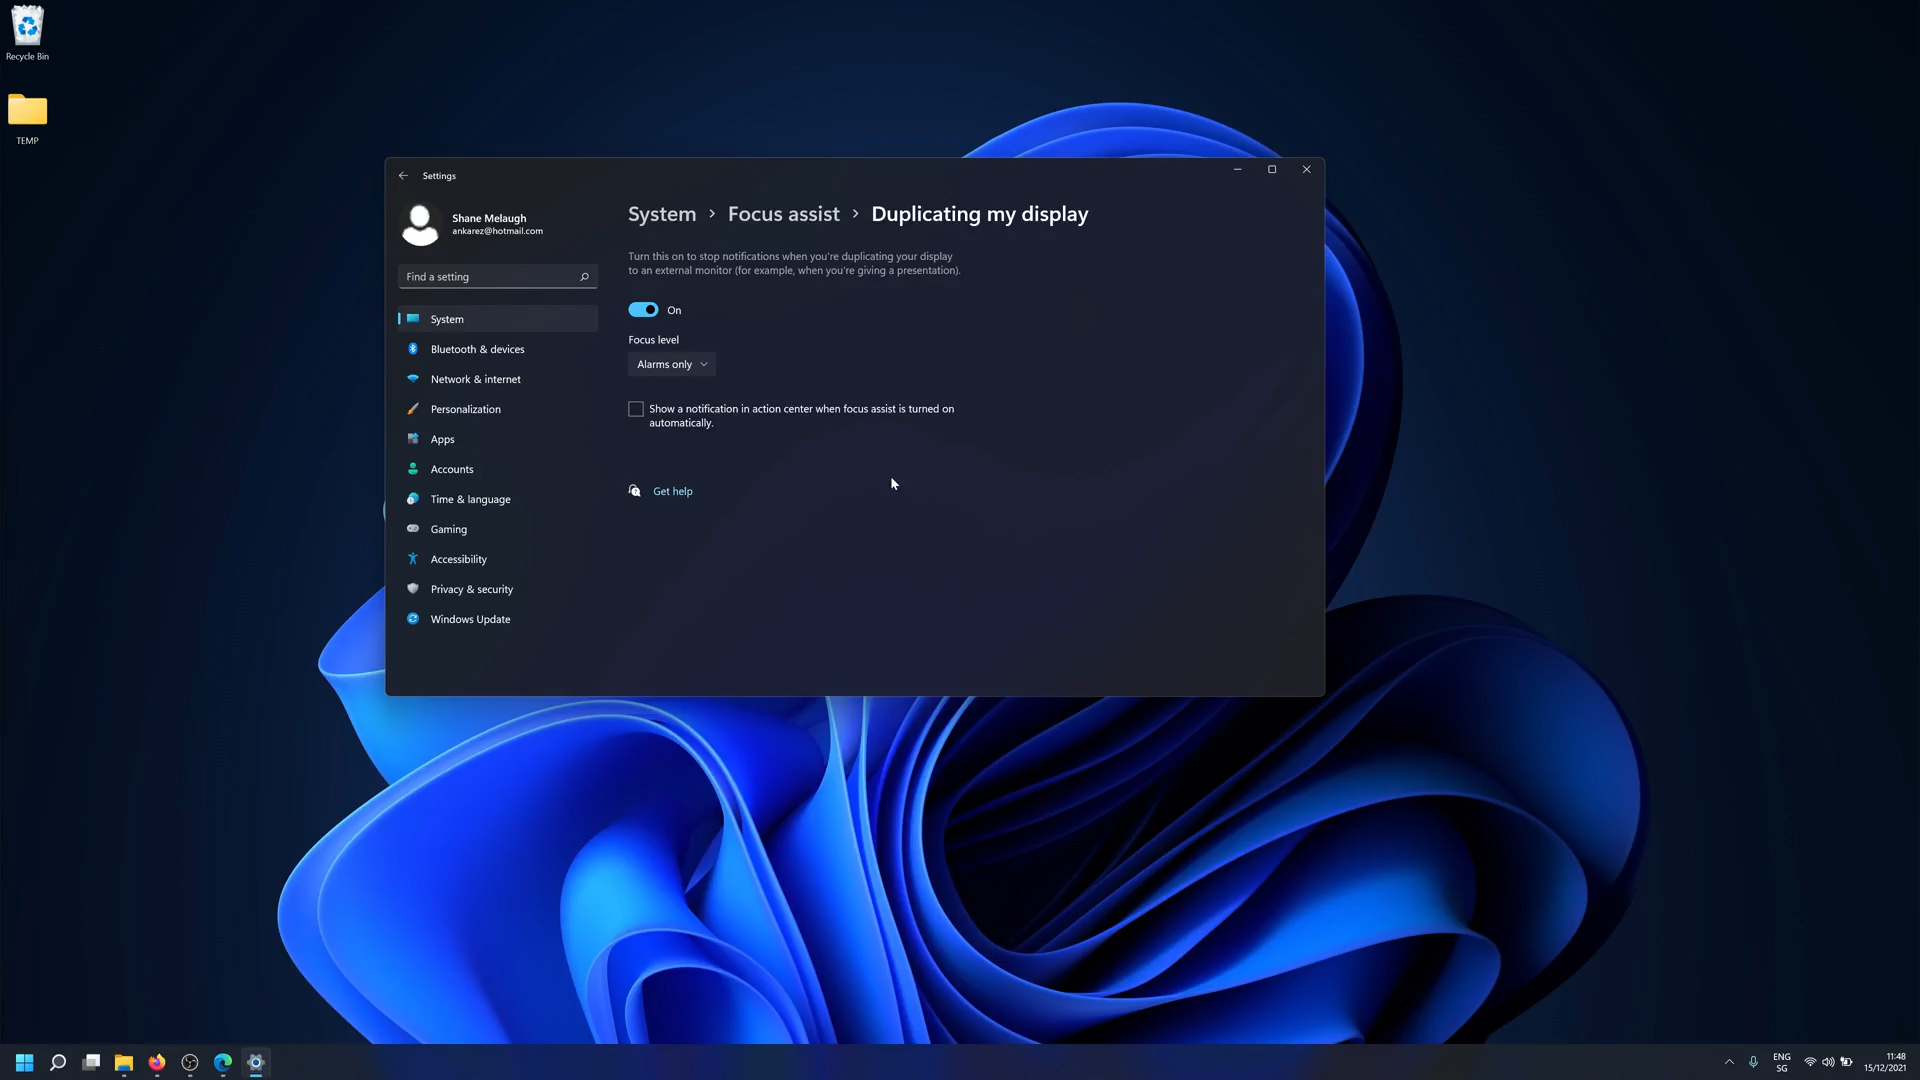 Recycle Bin
TEMP
Settings
Shane Melaugh
ankarez@hotmail.com
Find a setting
System
Bluetooth & devices
Network & internet
Personalization
Apps
Accounts
Time & language
Gaming
Accessibility
Privacy & security
Windows Update
System > Focus assist > Duplicating my display
Turn this on to stop notifications when you're duplicating your display
to an external monitor (for example, when you're giving a presentation).
On
Focus level
Alarms only
Show a notification in action center when focus assist is turned on
automatically.
Get help
ENG
SG
11:48
15/12/2021